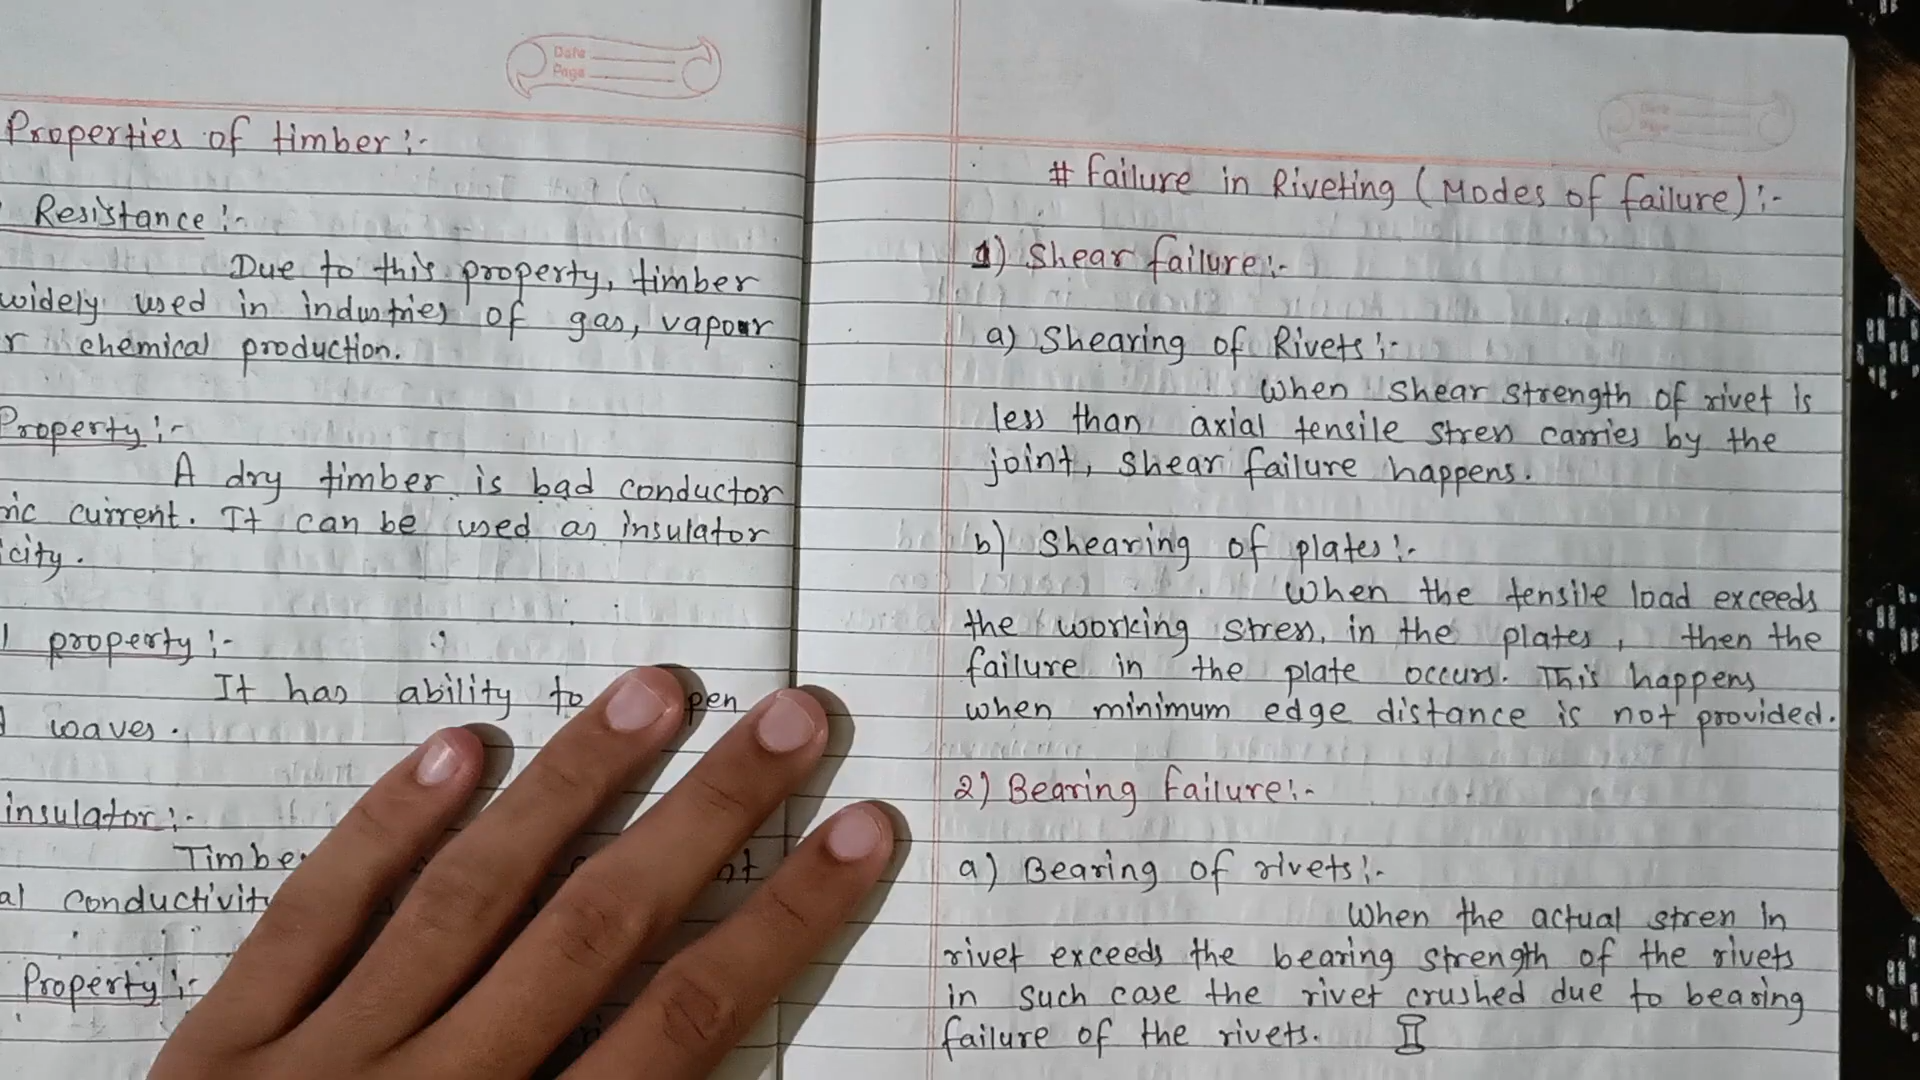 Date
Page
Properties of timber :-
Resistance :-
Due to this property, timber
widely used in industries of gas, vapour
r chemical production.
Property :-
A dry timber is bad conductor
ric current. It can be used as insulator
icity.
l property :-
It has ability to pen
d waves.
insulator :-
Timber
al conductivity
Property :-
Date
Page
# Failure in Riveting (Modes of failure) :-
1) Shear failure :-
a) Shearing of Rivets :-
When shear strength of rivet is
less than axial tensile stress carries by the
joint, shear failure happens.
b) Shearing of plates :-
When the tensile load exceeds
the working stress, in the plates, then the
failure in the plate occurs. This happens
when minimum edge distance is not provided.
2) Bearing Failure :-
a) Bearing of rivets :-
When the actual stress in
rivet exceeds the bearing strength of the rivets
in such case the rivet crushed due to bearing
failure of the rivets.